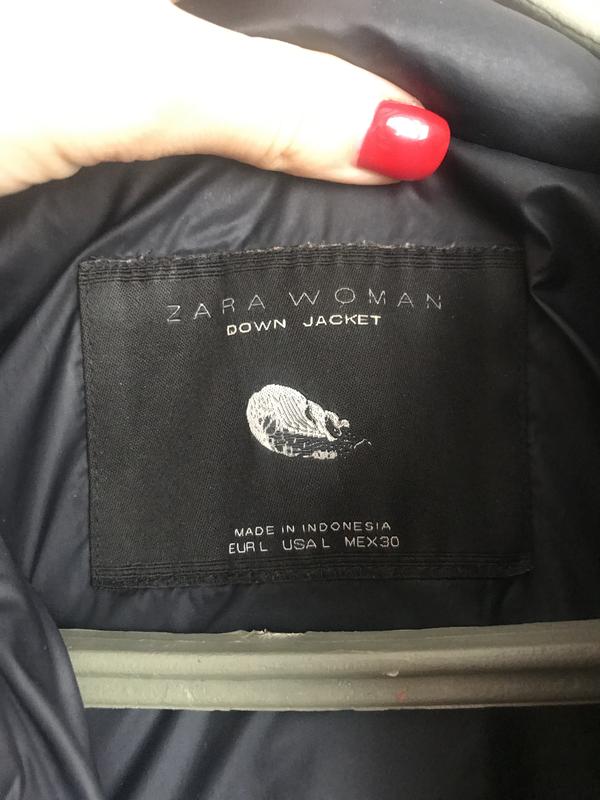 ZARA WOMAN
DOWN JACKET
MADE IN INDONESIA
EUR L USA L MEX 30